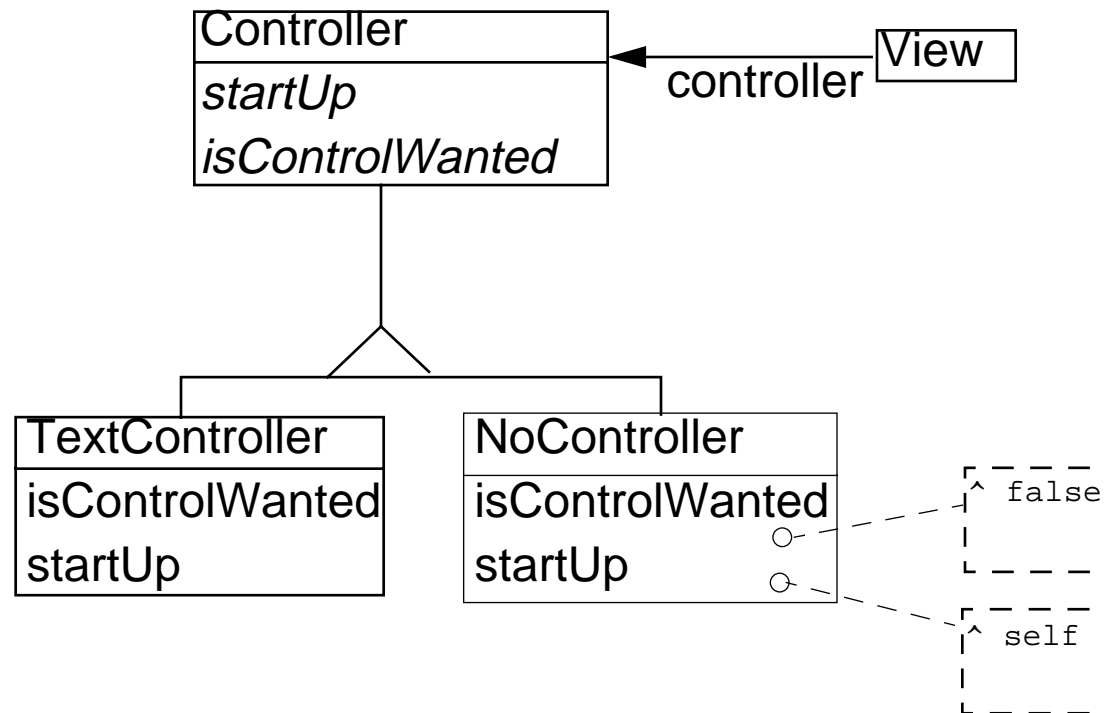 Controller
startUp
isControlWanted
View
controller
TextController
isControlWanted
startUp
NoController
isControlWanted
startUp
^ false
^ self